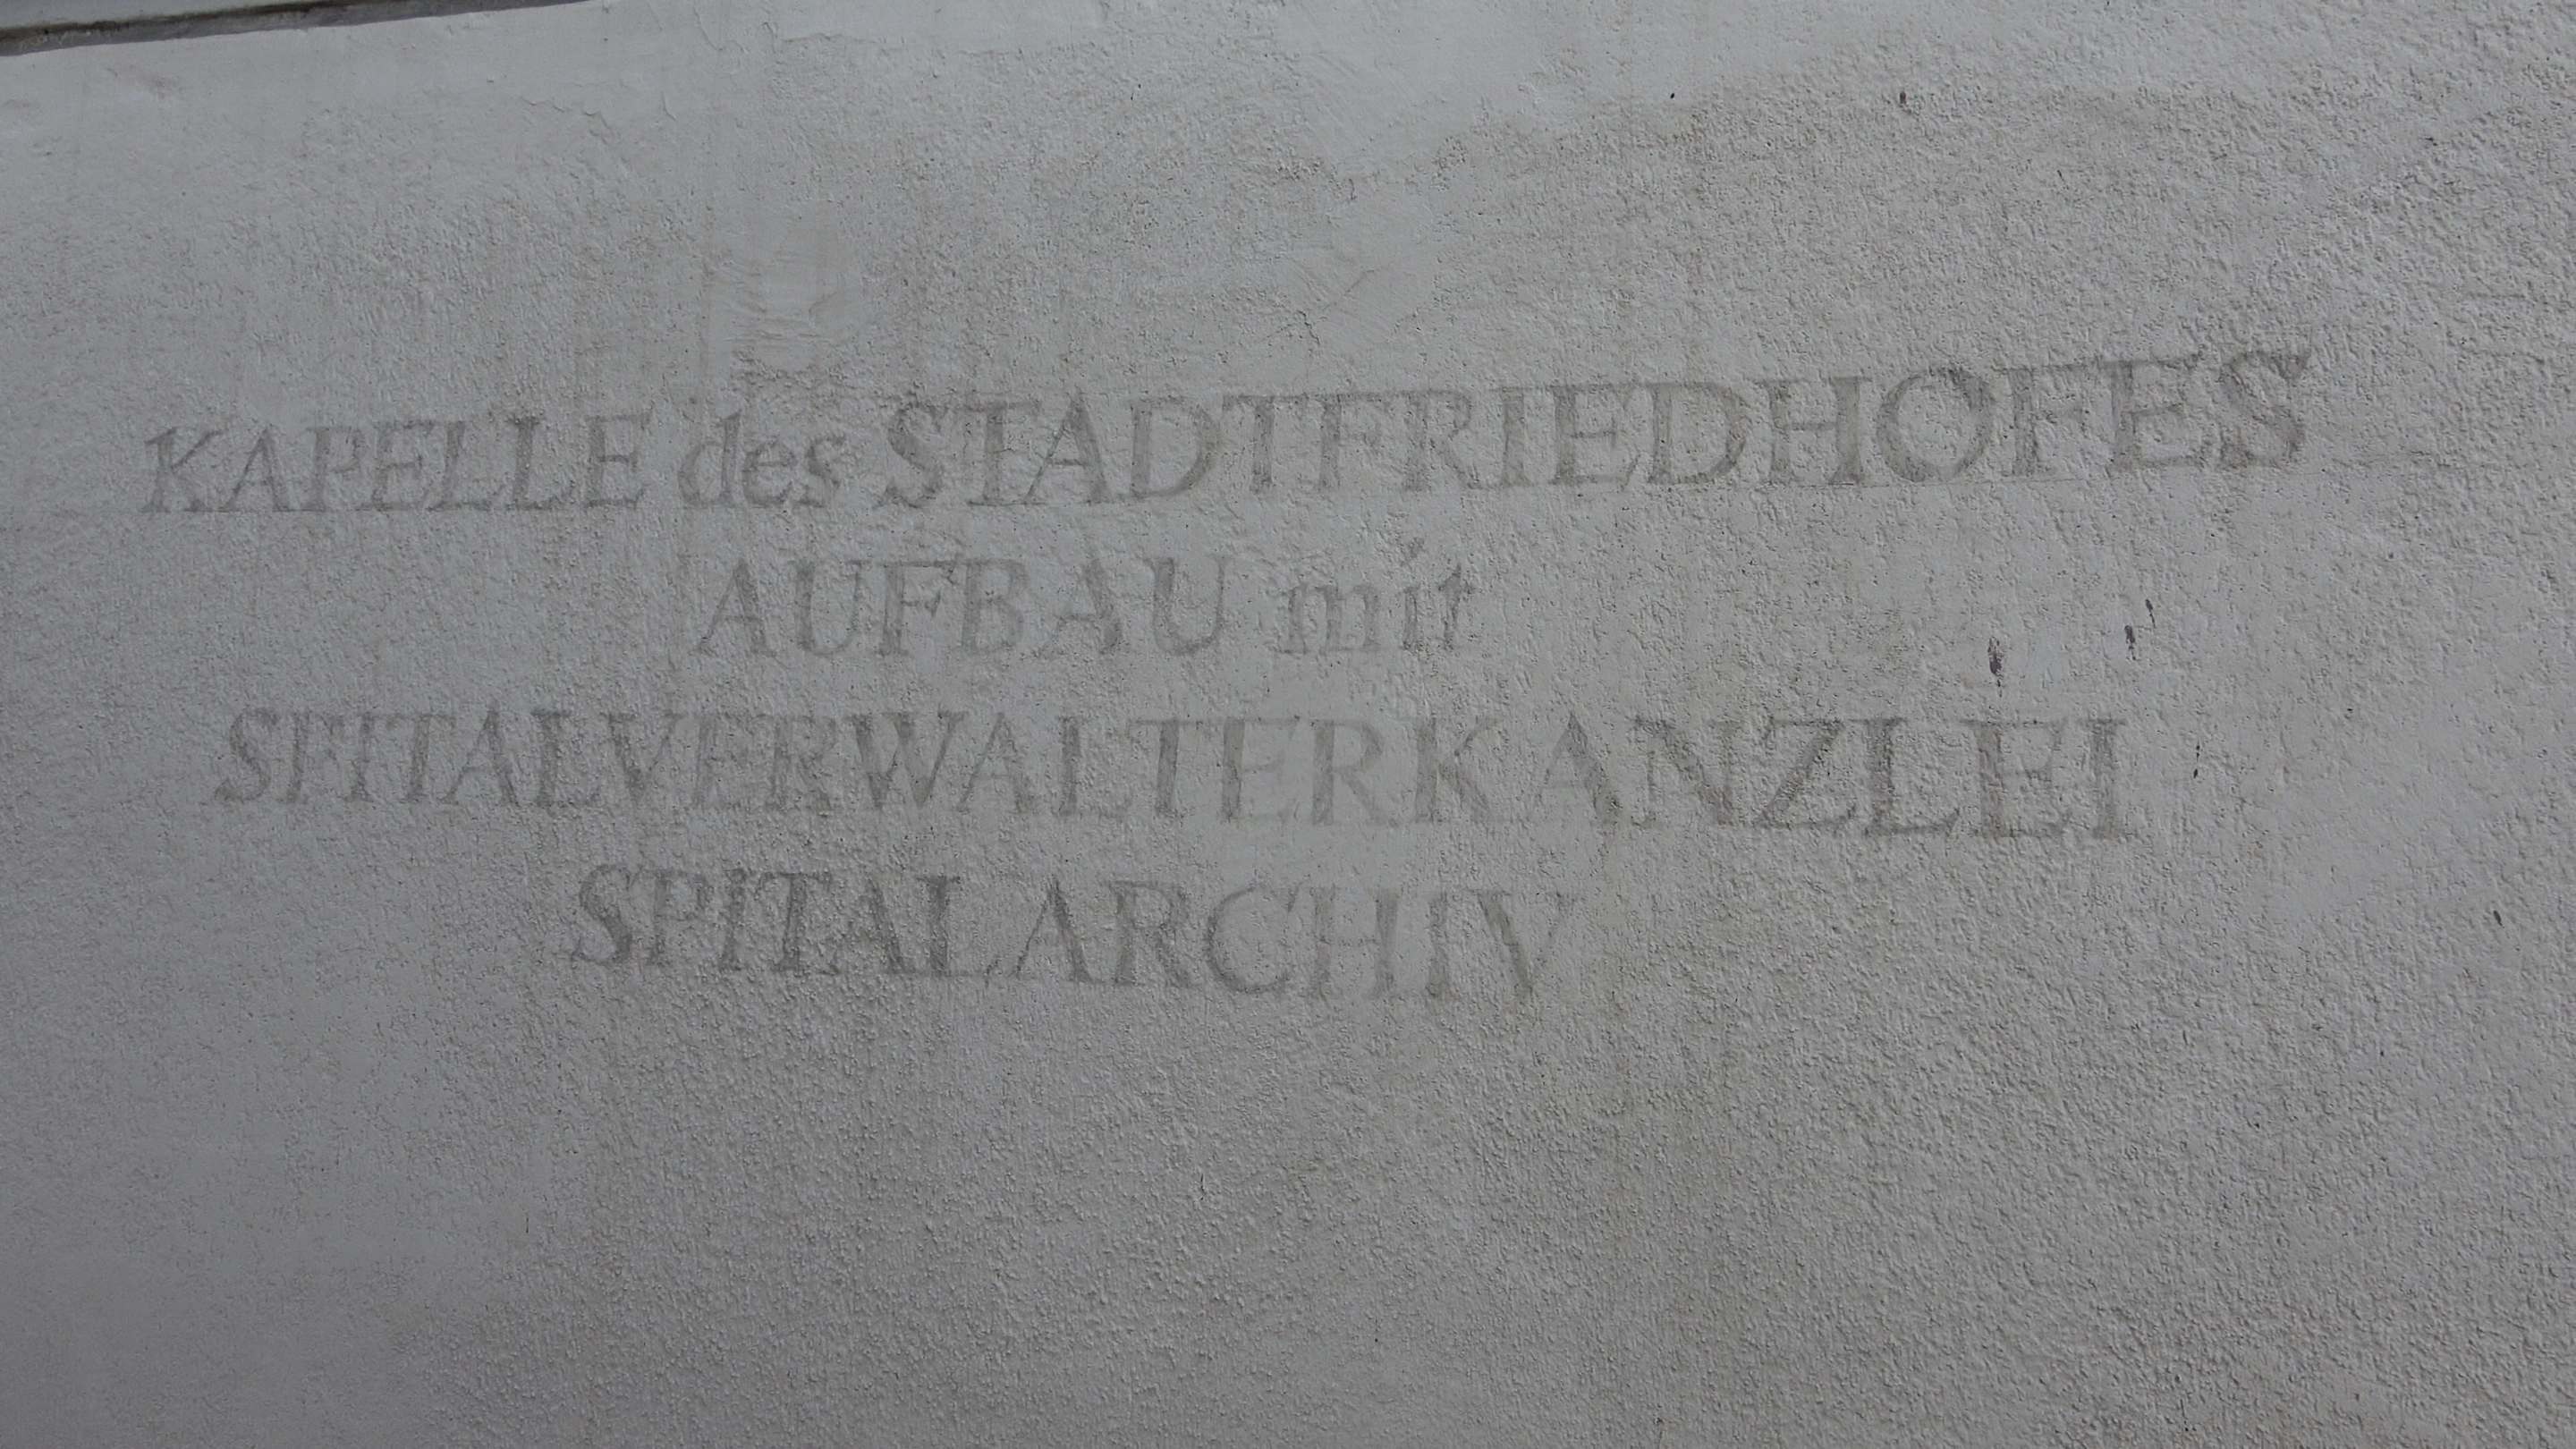 KAPELLE des STADTFRIEDHOFES
AUFBAU mit
SPITALVERWALTERKANZLEI
SPITALARCHIV